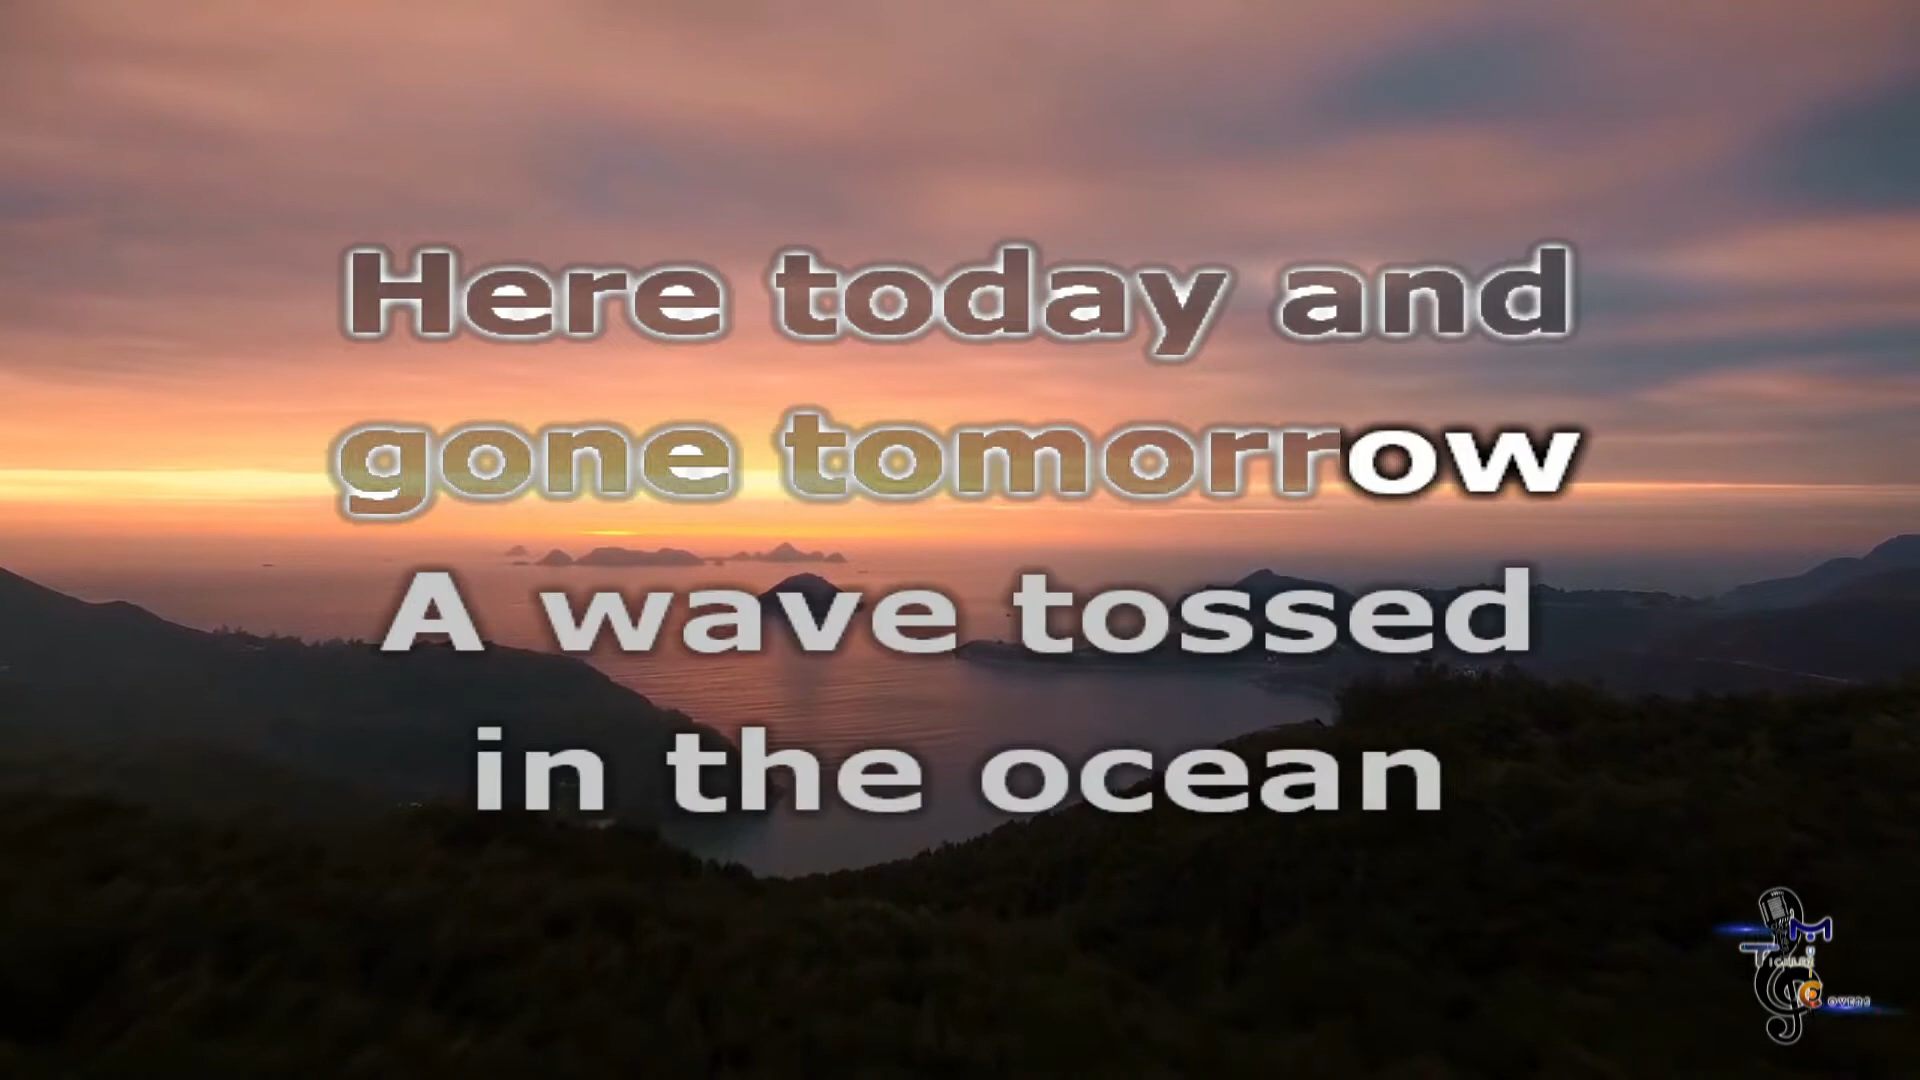 Here today and
gone tomorrow
A wave tossed
in the ocean